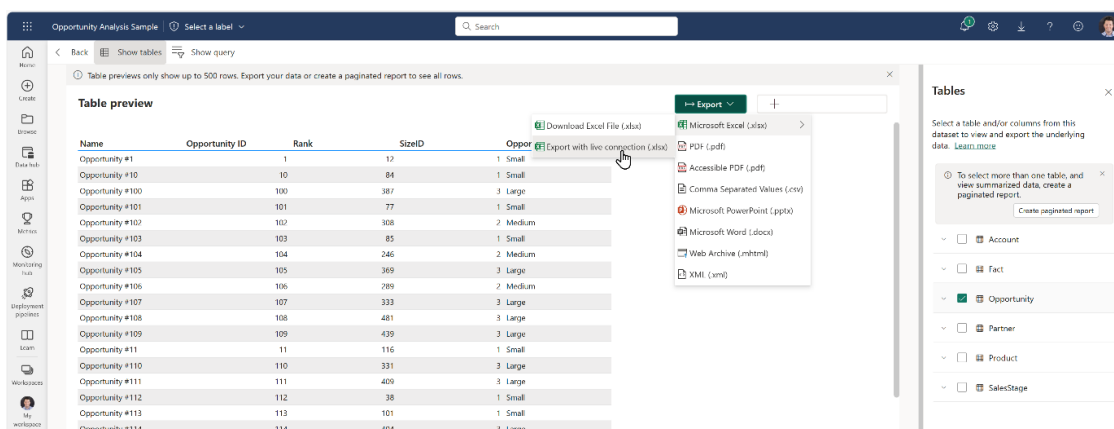 Opportunity Analysis Sample
Select a label
Search
1
Home
Create
Browse
Data hub
Apps
Metrics
Monitoring
hub
Deployment
pipelines
Learn
Workspaces
My
workspace
Back
Show tables
Show query
Table previews only show up to 500 rows. Export your data or create a paginated report to see all rows.
Table preview
Export
Download Excel File (.xlsx)
Export with live connection (.xlsx)
Microsoft Excel (.xlsx)
PDF (.pdf)
Accessible PDF (.pdf)
Comma Separated Values (.csv)
Microsoft PowerPoint (.pptx)
Microsoft Word (.docx)
Web Archive (.mhtml)
XML (.xml)
Name Opportunity ID Rank SizeID Oppor
Opportunity #1 1 12 1 Small
Opportunity #10 10 84 1 Small
Opportunity #100 100 387 3 Large
Opportunity #101 101 77 1 Small
Opportunity #102 102 308 2 Medium
Opportunity #103 103 85 1 Small
Opportunity #104 104 246 2 Medium
Opportunity #105 105 369 3 Large
Opportunity #106 106 289 2 Medium
Opportunity #107 107 333 3 Large
Opportunity #108 108 481 3 Large
Opportunity #109 109 439 3 Large
Opportunity #11 11 116 1 Small
Opportunity #110 110 331 3 Large
Opportunity #111 111 409 3 Large
Opportunity #112 112 38 1 Small
Opportunity #113 113 101 1 Small
Opportunity #114 114 404 3 Large
Tables
Select a table and/or columns from this
dataset to view and export the underlying
data. Learn more
To select more than one table, and
view summarized data, create a
paginated report.
Create paginated report
Account
Fact
Opportunity
Partner
Product
SalesStage